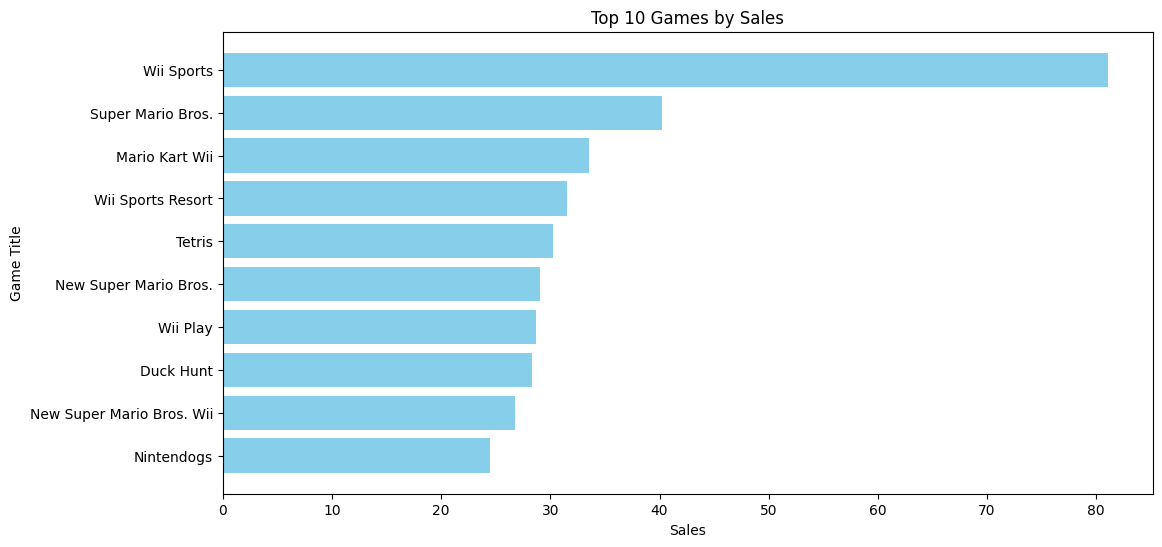 Top 10 Games by Sales
Game Title
Wii Sports
Super Mario Bros.
Mario Kart Wii
Wii Sports Resort
Tetris
New Super Mario Bros.
Wii Play
Duck Hunt
New Super Mario Bros. Wii
Nintendogs
0 10 20 30 40 50 60 70 80
Sales